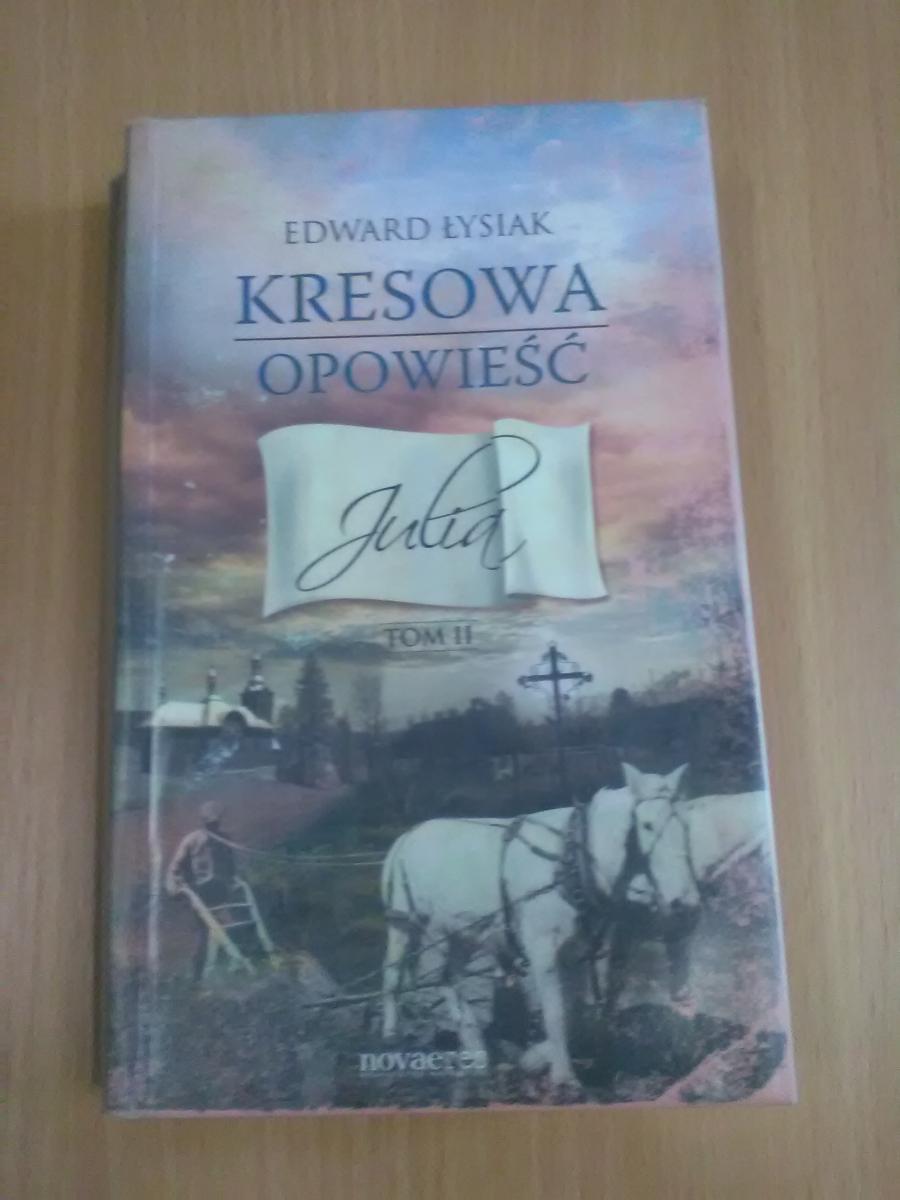 EDWARD ŁYSIAK
KRESOWA
OPOWIEŚĆ
Julia
TOM II
novaeres